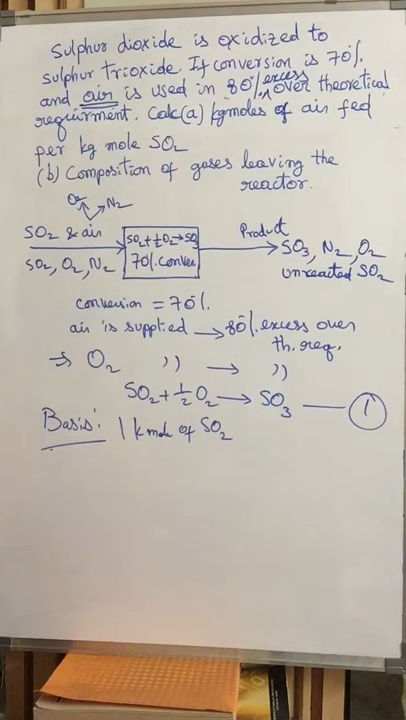 Sulphur dioxide is oxidized to
sulphur trioxide. If conversion is 70%.
and air is used in 80% excess over theoretical
requirment. Calc(a) kgmoles of air fed
per kg mole SO2
(b) Composition of gases leaving the
reactor.
O2 N2
SO2 & air
SO2, O2, N2
SO2 + ½O2 → SO3
70% conver
Product
SO3, N2, O2
unreacted SO2
conversion = 70%.
air is supplied → 80% excess over
th. req.
⇒ O2 ,, → ,,
SO2 + ½ O2 → SO3 — 1
Basis: 1 kmole of SO2